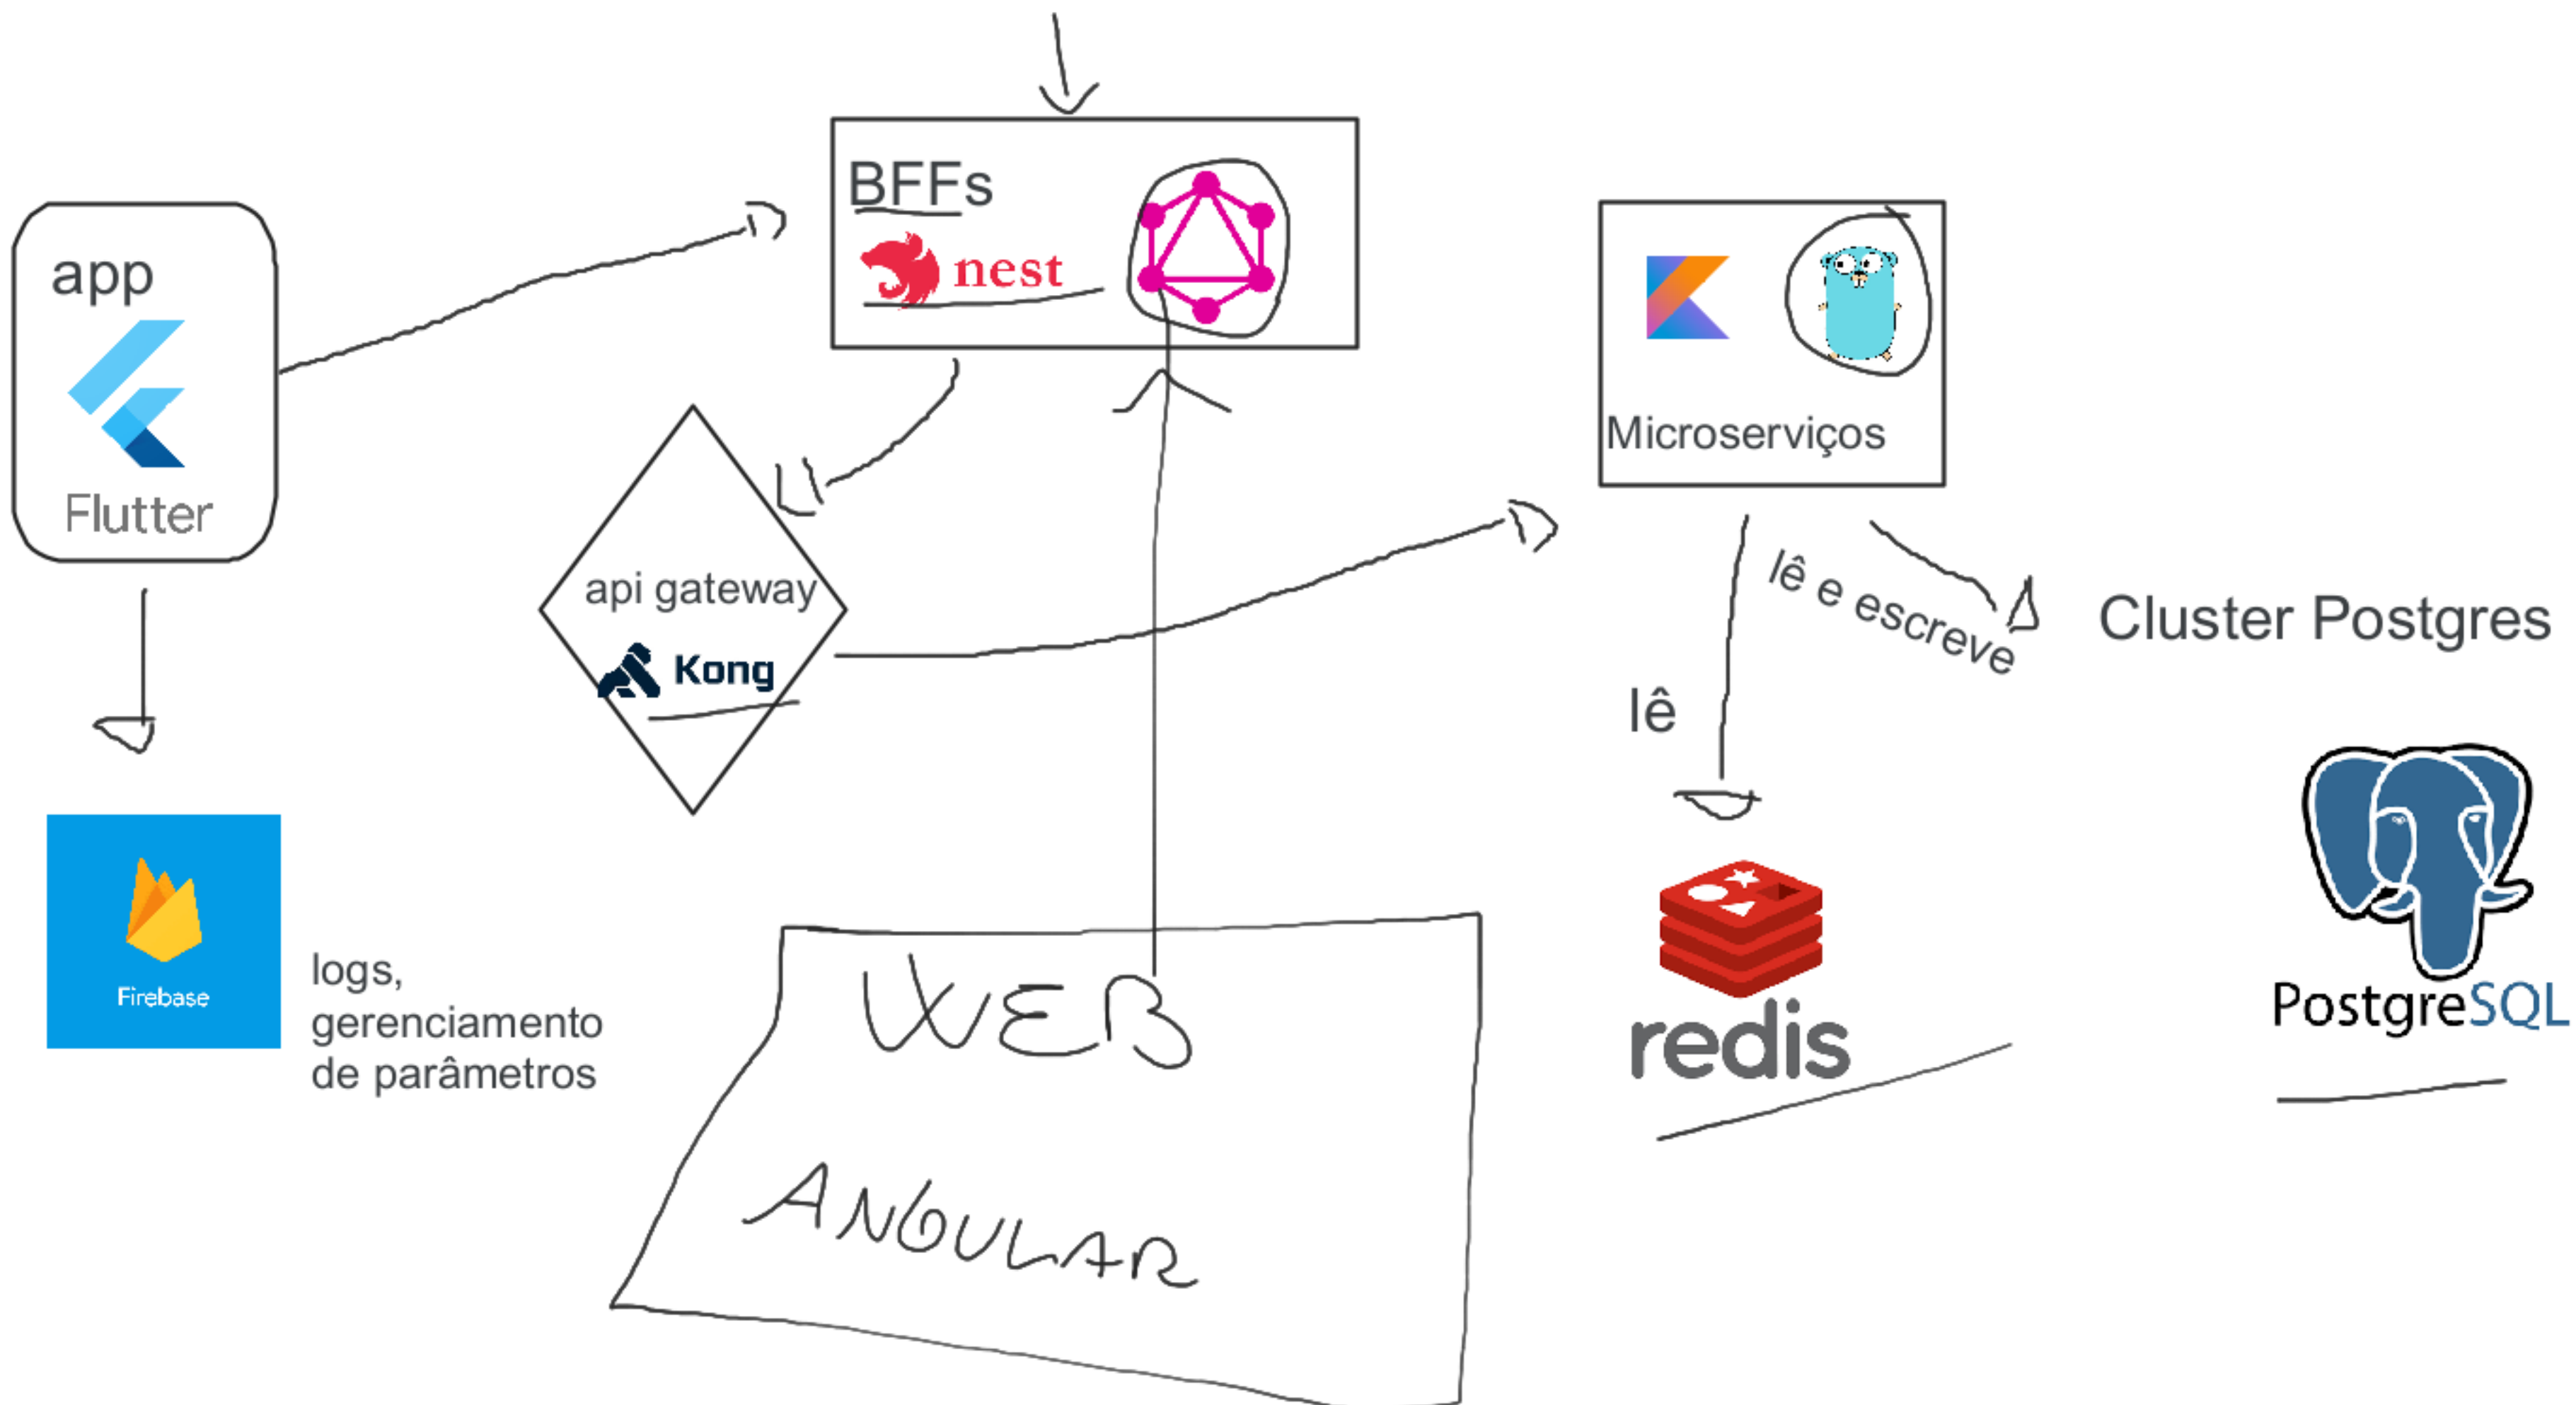 BFFs
nest
app
Flutter
Microserviços
api gateway
Kong
lê e escreve
Cluster Postgres
lê
Firebase
logs,
gerenciamento
de parâmetros
redis
PostgreSQL
WEB
ANGULAR